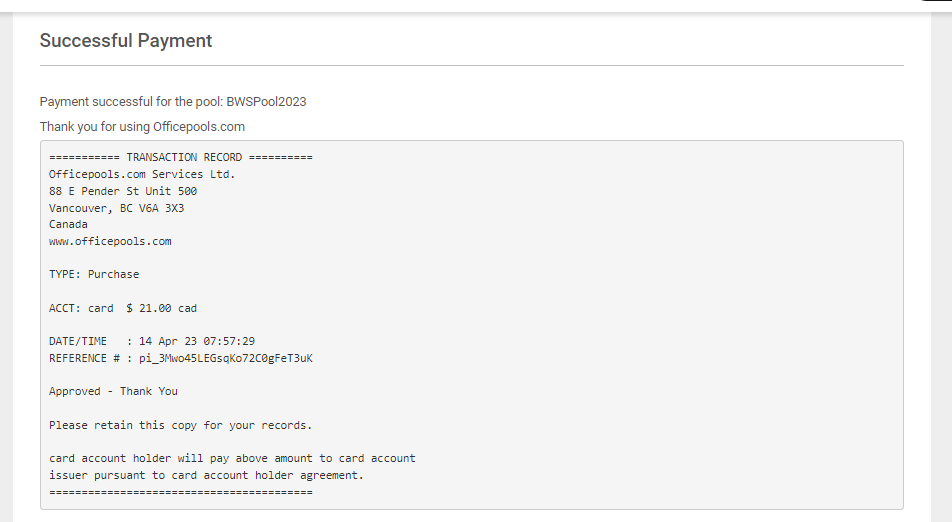 Successful Payment
Payment successful for the pool: BWSPool2023
Thank you for using Officepools.com
=========== TRANSACTION RECORD ==========
Officepools.com Services Ltd.
88 E Pender St Unit 500
Vancouver, BC V6A 3X3
Canada
www.officepools.com
TYPE: Purchase
ACCT: card  $ 21.00 cad
DATE/TIME   : 14 Apr 23 07:57:29
REFERENCE # : pi_3Mwo45LEGsqKo72C0gFeT3uK
Approved - Thank You
Please retain this copy for your records.
card account holder will pay above amount to card account
issuer pursuant to card account holder agreement.
=========================================